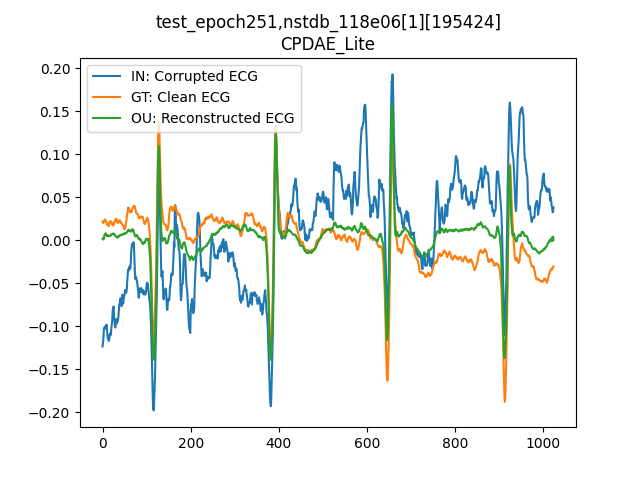 test_epoch251,nstdb_118e06[1][195424]
CPDAE_Lite
IN: Corrupted ECG
GT: Clean ECG
OU: Reconstructed ECG
0.20
0.15
0.10
0.05
0.00
−0.05
−0.10
−0.15
−0.20
0 200 400 600 800 1000